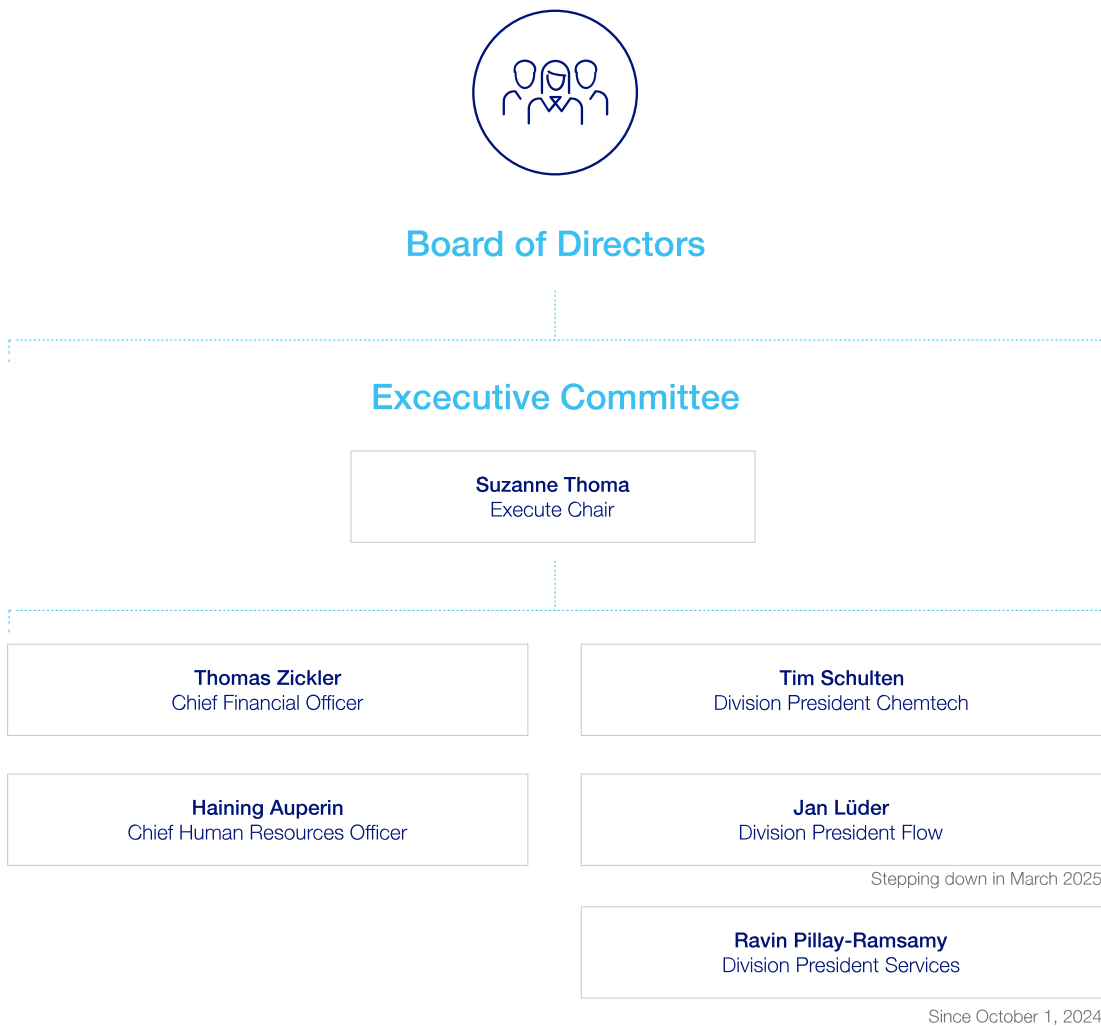 Board of Directors
Excecutive Committee
Suzanne Thoma
Execute Chair
Thomas Zickler
Chief Financial Officer
Tim Schulten
Division President Chemtech
Haining Auperin
Chief Human Resources Officer
Jan Lüder
Division President Flow
Stepping down in March 2025
Ravin Pillay-Ramsamy
Division President Services
Since October 1, 2024